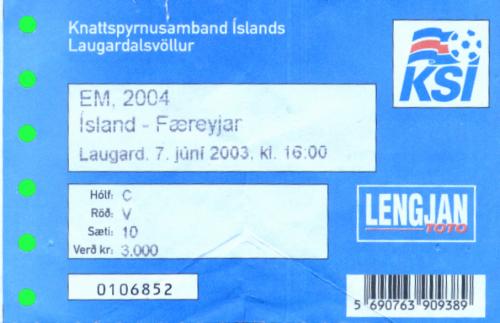 Knattspyrnusamband Íslands
Laugardalsvöllur
KSÍ
EM, 2004
Ísland - Færeyjar
Laugard. 7. júní 2003, kl. 16:00
Hólf: C
Röð: V
Sæti: 10
Verð kr: 3.000
LENGJAN
TOTO
0106852
5 690763 909389